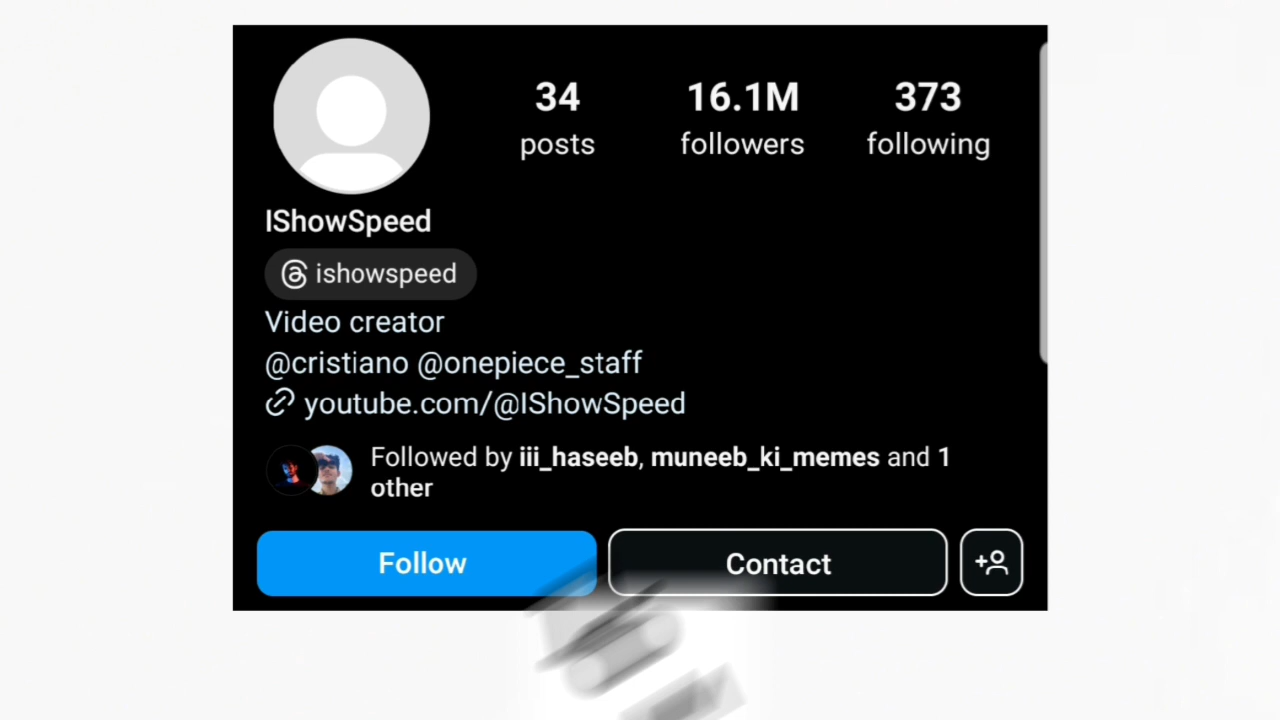 34 16.1M 373
posts followers following
IShowSpeed
ishowspeed
Video creator
@cristiano @onepiece_staff
youtube.com/@IShowSpeed
Followed by iii_haseeb, muneeb_ki_memes and 1
other
Follow Contact